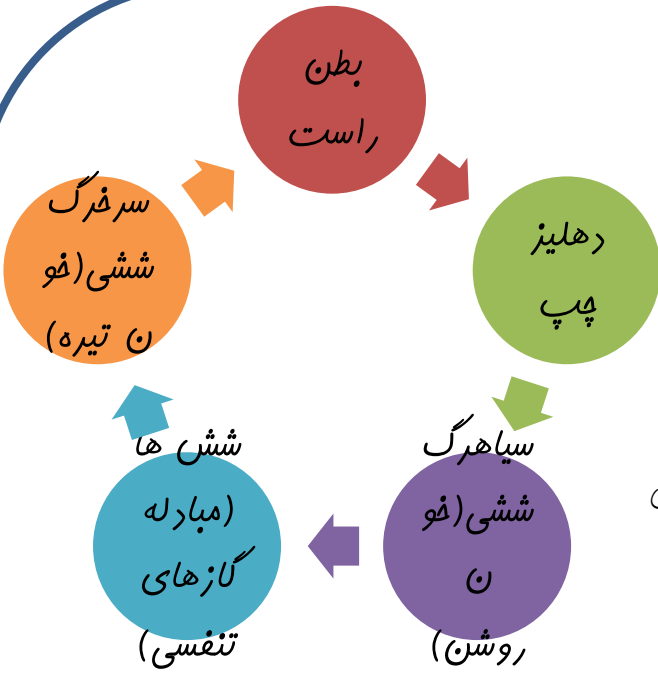 بطن
راست
دهلیز
چپ
سیاهرگ
ششی(خو
ن
روشن)
شش ها
(مبادله
گازهای
تنفسی)
سرخرگ
ششی(خو
ن تیره)